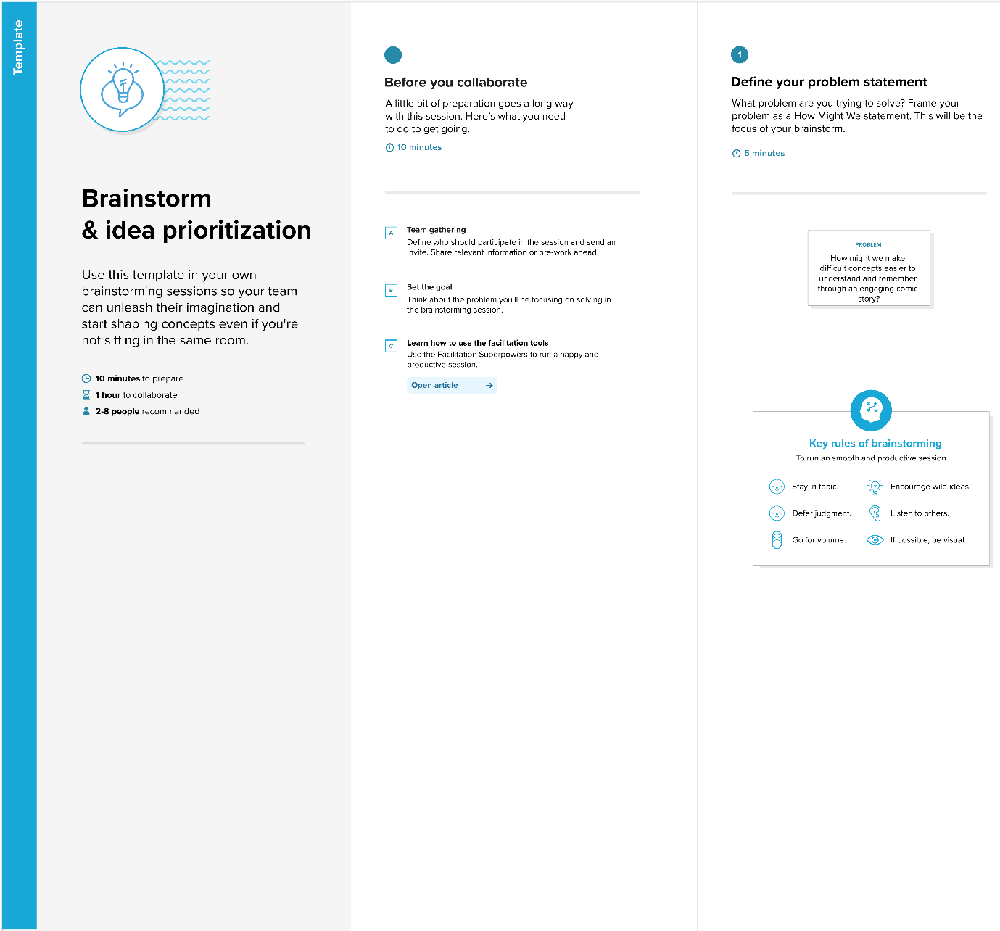 Template
Brainstorm
& idea prioritization
Use this template in your own
brainstorming sessions so your team
can unleash their imagination and
start shaping concepts even if you're
not sitting in the same room.
10 minutes to prepare
1 hour to collaborate
2-8 people recommended
Before you collaborate
A little bit of preparation goes a long way
with this session. Here's what you need
to do to get going.
10 minutes
A
Team gathering
Define who should participate in the session and send an
invite. Share relevant information or pre-work ahead.
B
Set the goal
Think about the problem you'll be focusing on solving in
the brainstorming session.
C
Learn how to use the facilitation tools
Use the Facilitation Superpowers to run a happy and
productive session.
Open article
1
Define your problem statement
What problem are you trying to solve? Frame your
problem as a How Might We statement. This will be the
focus of your brainstorm.
5 minutes
PROBLEM
How might we make
difficult concepts easier to
understand and remember
through an engaging comic
story?
Key rules of brainstorming
To run an smooth and productive session
Stay in topic.
Encourage wild ideas.
Defer judgment.
Listen to others.
Go for volume.
If possible, be visual.